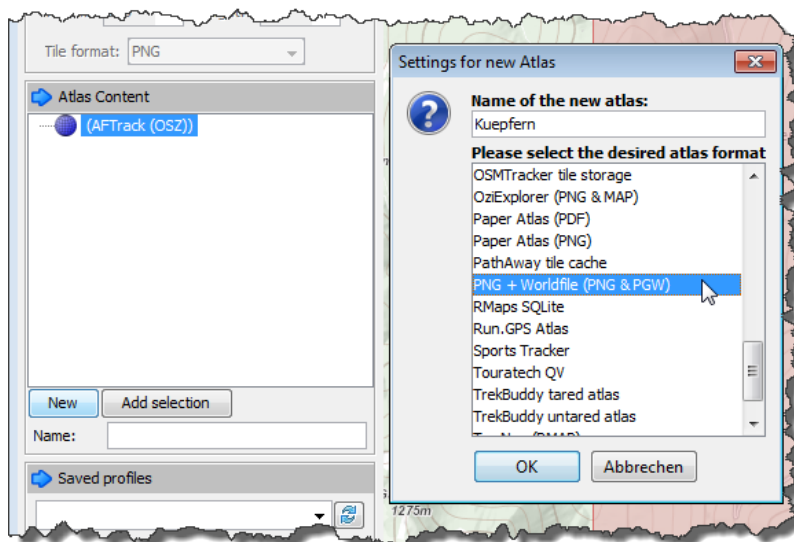 Tile format: PNG
Atlas Content
(AFTrack (OSZ))
New
Add selection
Name:
Saved profiles
Settings for new Atlas
Name of the new atlas:
Kuepfern
Please select the desired atlas format
OSMTracker tile storage
OziExplorer (PNG & MAP)
Paper Atlas (PDF)
Paper Atlas (PNG)
PathAway tile cache
PNG + Worldfile (PNG & PGW)
RMaps SQLite
Run.GPS Atlas
Sports Tracker
Touratech QV
TrekBuddy tared atlas
TrekBuddy untared atlas
OK
Abbrechen
1275m